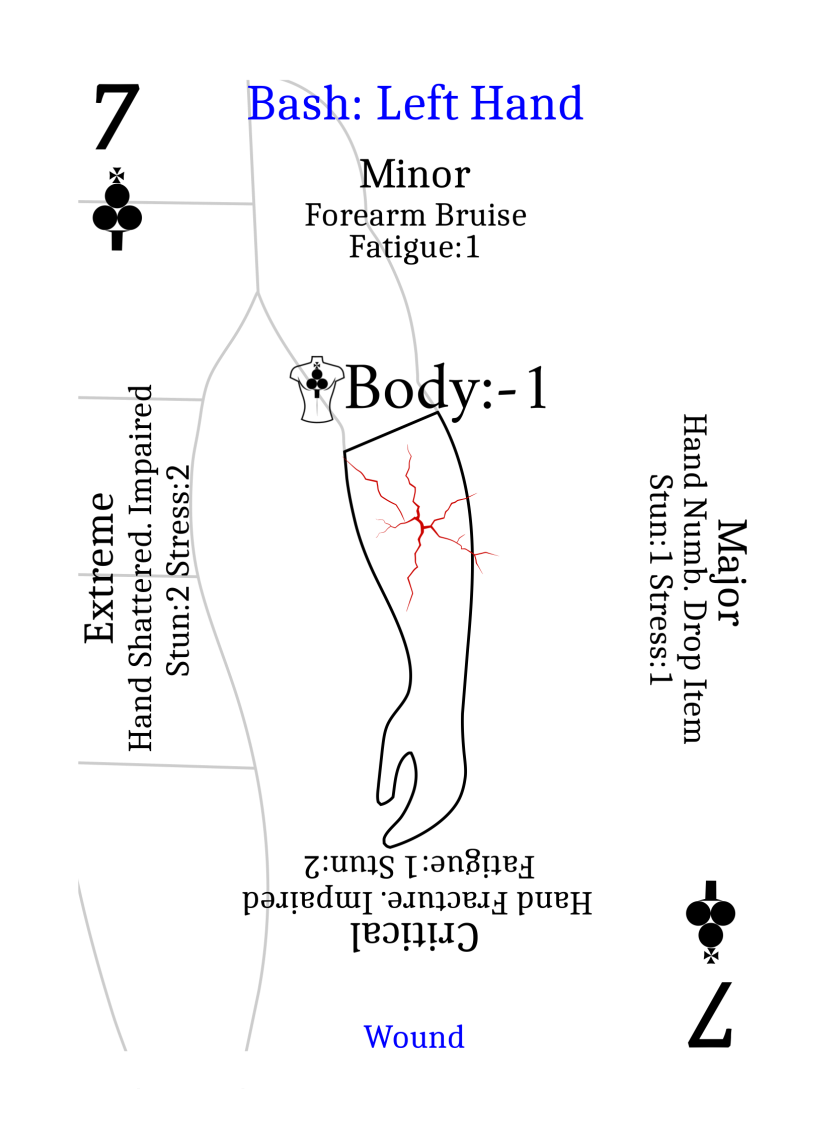 7
Bash: Left Hand
Minor
Forearm Bruise
Fatigue:1
Body:-1
Major
Hand Numb. Drop Item
Stun:1 Stress:1
Critical
Hand Fracture. Impaired
Fatigue:1 Stun:2
Extreme
Hand Shattered. Impaired
Stun:2 Stress:2
Wound
7